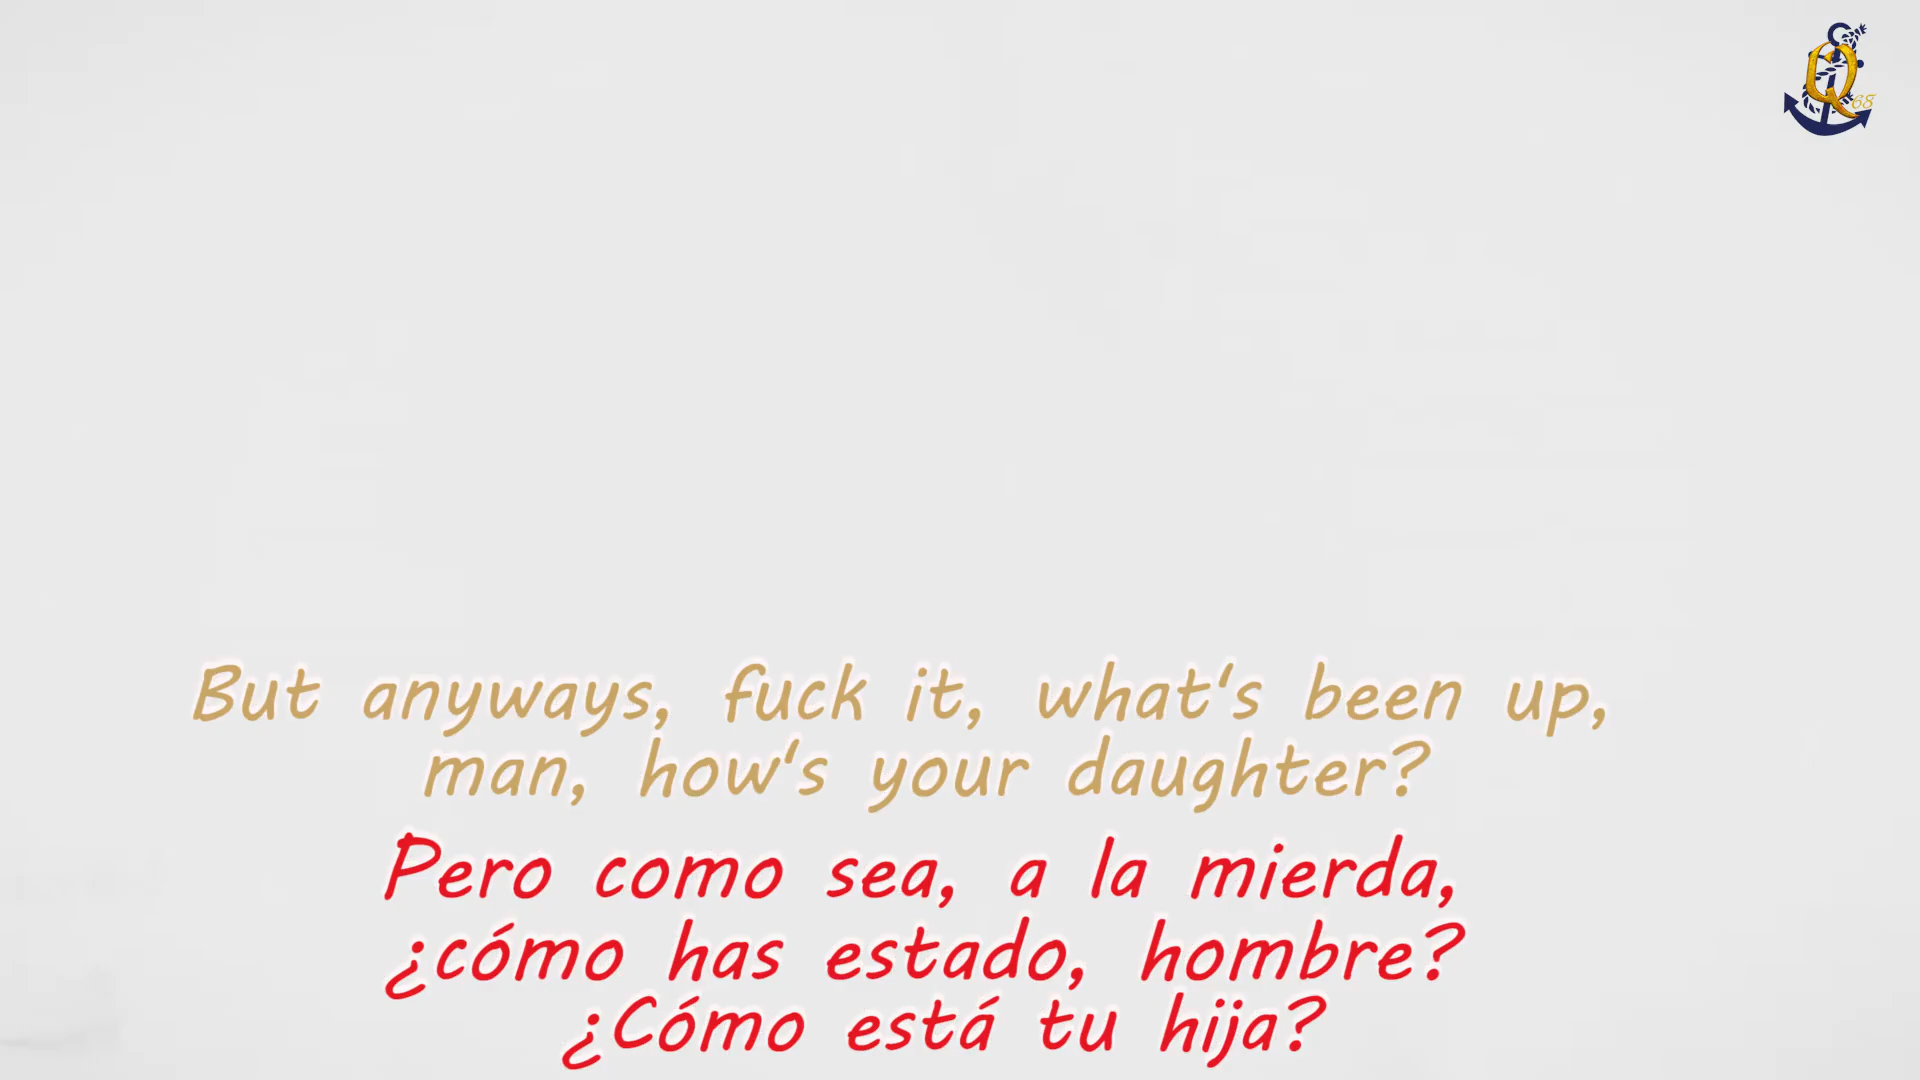 Q
68
But anyways, fuck it, what's been up,
man, how's your daughter?
Pero como sea, a la mierda,
¿cómo has estado, hombre?
¿Cómo está tu hija?